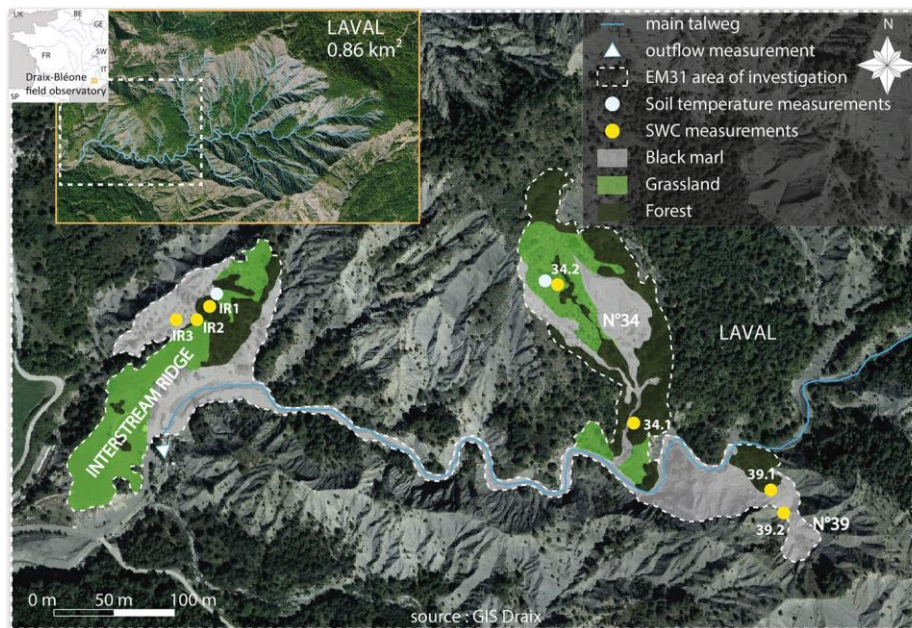 UK
BE
GE
FR
SW
IT
SP
Draix-Bléone
field observatory
LAVAL
0.86 km²
main talweg
outflow measurement
EM31 area of investigation
Soil temperature measurements
SWC measurements
Black marl
Grassland
Forest
N
34.2
IR1
IR2
IR3
N°34
LAVAL
INTERSTREAM RIDGE
34.1
39.1
39.2
N°39
0 m 50 m 100 m
source : GIS Draix